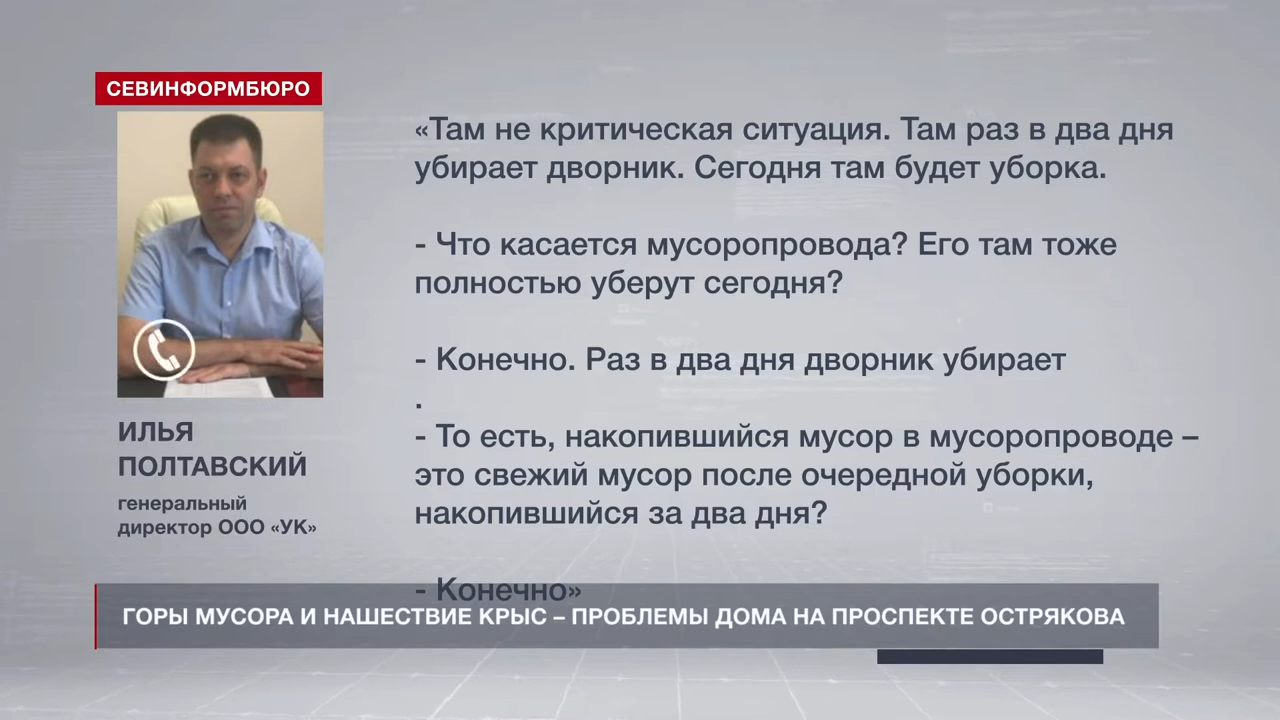 СЕВИНФОРМБЮРО
«Там не критическая ситуация. Там раз в два дня
убирает дворник. Сегодня там будет уборка.
- Что касается мусоропровода? Его там тоже
полностью уберут сегодня?
- Конечно. Раз в два дня дворник убирает
.
- То есть, накопившийся мусор в мусоропроводе –
это свежий мусор после очередной уборки,
накопившийся за два дня?
- Конечно»
ИЛЬЯ
ПОЛТАВСКИЙ
генеральный
директор ООО «УК»
ГОРЫ МУСОРА И НАШЕСТВИЕ КРЫС – ПРОБЛЕМЫ ДОМА НА ПРОСПЕКТЕ ОСТРЯКОВА